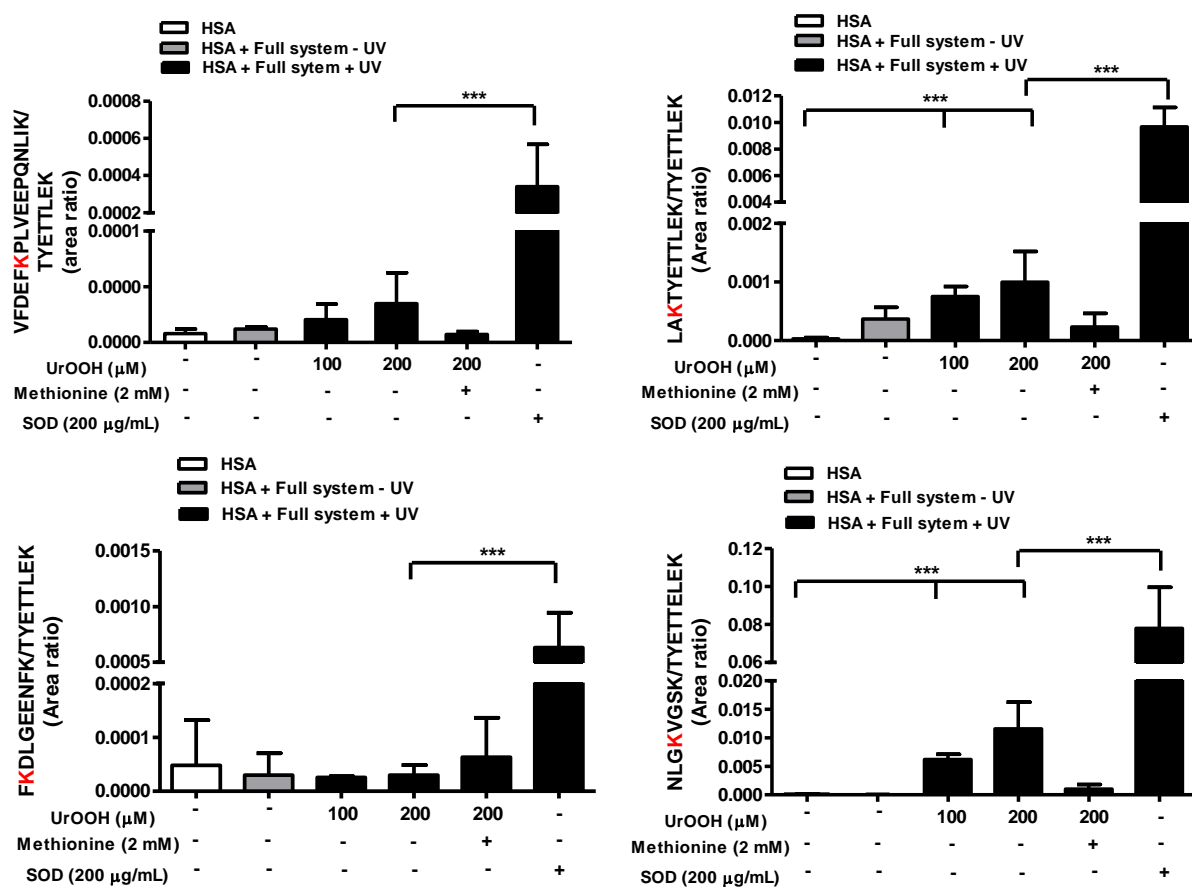 HSA
HSA + Full system - UV
HSA + Full sytem + UV
***
0.0008
0.0006
0.0004
0.0002
0.0001
0.0000
0.0000
VFDEFKPLVEEPQNLIK/
TYETTLEK
(area ratio)
UrOOH (µM) - - 100 200 200 -
Methionine (2 mM) - - - - + -
SOD (200 µg/mL) - - - - - +
HSA
HSA + Full system - UV
HSA + Full sytem + UV
*** ***
0.012
0.010
0.008
0.006
0.004
0.002
0.001
0.000
LAKTYETTLEK/TYETTLEK
(Area ratio)
UrOOH (µM) - - 100 200 200 -
Methionine (2 mM) - - - - + -
SOD (200 µg/mL) - - - - - +
HSA
HSA + Full system - UV
HSA + Full system + UV
***
0.0015
0.0010
0.0005
0.0002
0.0001
0.0000
FKDLGEENFK/TYETTLEK
(Area ratio)
UrOOH (µM) - - 100 200 200 -
Methionine (2 mM) - - - - + -
SOD (200 µg/mL) - - - - - +
HSA
HSA + Full system - UV
HSA + Full sytem + UV
*** ***
0.12
0.10
0.08
0.06
0.020
0.015
0.010
0.005
0.000
NLGKVGSK/TYETTELEK
(Area ratio)
UrOOH (µM) - - 100 200 200 -
Methionine (2 mM) - - - - + -
SOD (200 µg/mL) - - - - - +